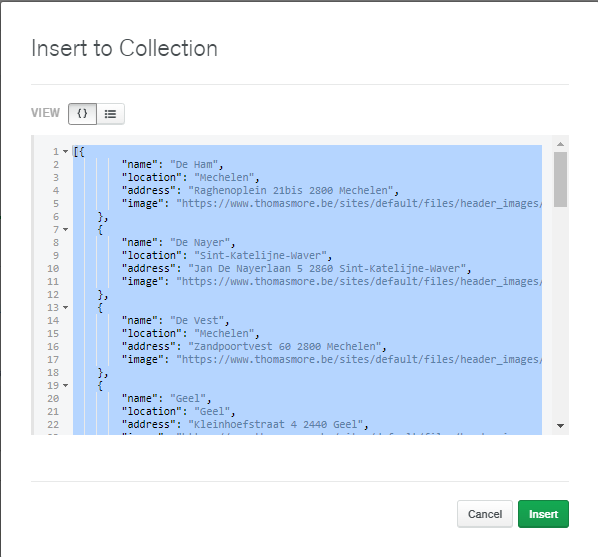 Insert to Collection
VIEW {}
1 [{
2 "name": "De Ham",
3 "location": "Mechelen",
4 "address": "Raghenoplein 21bis 2800 Mechelen",
5 "image": "https://www.thomasmore.be/sites/default/files/header_images/
6 },
7 {
8 "name": "De Nayer",
9 "location": "Sint-Katelijne-Waver",
10 "address": "Jan De Nayerlaan 5 2860 Sint-Katelijne-Waver",
11 "image": "https://www.thomasmore.be/sites/default/files/header_images/
12 },
13 {
14 "name": "De Vest",
15 "location": "Mechelen",
16 "address": "Zandpoortvest 60 2800 Mechelen",
17 "image": "https://www.thomasmore.be/sites/default/files/header_images/
18 },
19 {
20 "name": "Geel",
21 "location": "Geel",
22 "address": "Kleinhoefstraat 4 2440 Geel",
Cancel Insert